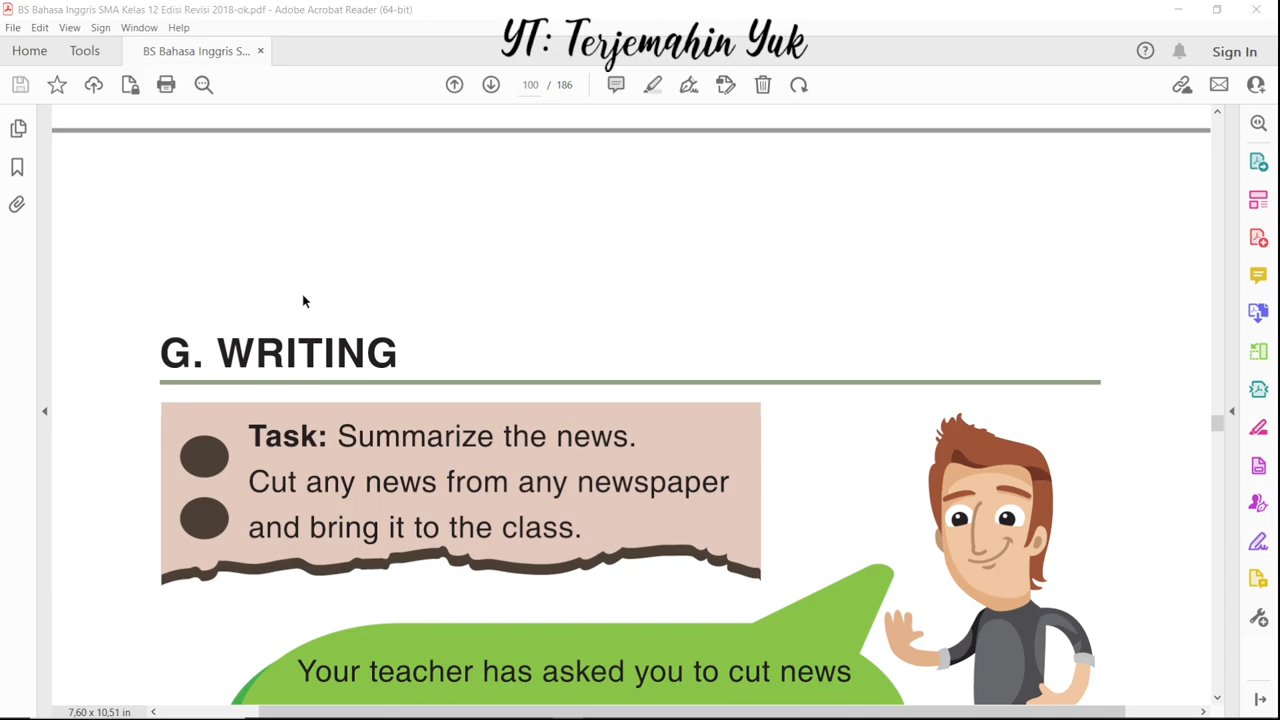 BS Bahasa Inggris SMA Kelas 12 Edisi Revisi 2018-ok.pdf - Adobe Acrobat Reader (64-bit)
File Edit View Sign Window Help
YT: Terjemahin Yuk
Home Tools BS Bahasa Inggris S... × Sign In
100 / 186
G. WRITING
Task: Summarize the news.
Cut any news from any newspaper
and bring it to the class.
Your teacher has asked you to cut news
7,60 x 10,51 in